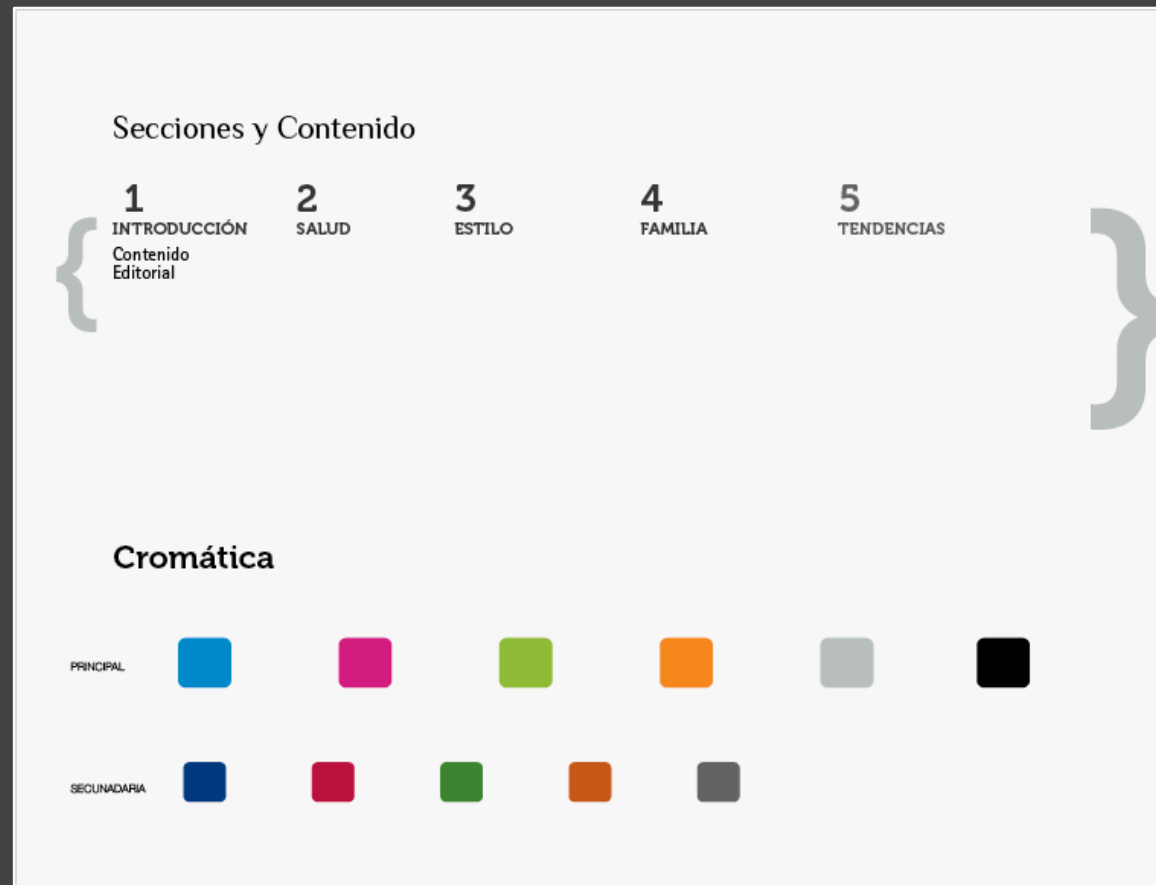 Secciones y Contenido
1 2 3 4 5
INTRODUCCIÓN SALUD ESTILO FAMILIA TENDENCIAS
Contenido
Editorial
{ }
Cromática
PRINCIPAL
SECUNADARIA